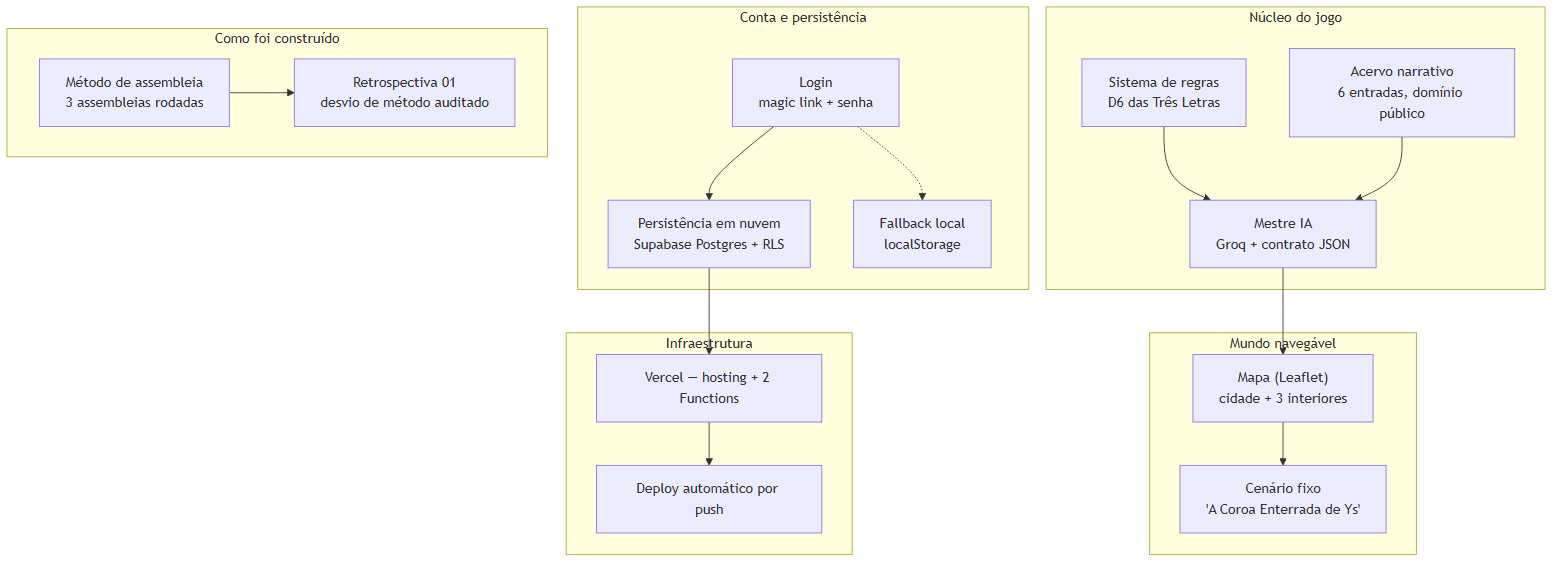 Como foi construído
Método de assembleia
3 assembleias rodadas
Retrospectiva 01
desvio de método auditado
Conta e persistência
Login
magic link + senha
Persistência em nuvem
Supabase Postgres + RLS
Fallback local
localStorage
Infraestrutura
Vercel — hosting + 2
Functions
Deploy automático por
push
Núcleo do jogo
Sistema de regras
D6 das Três Letras
Acervo narrativo
6 entradas, domínio
público
Mestre IA
Groq + contrato JSON
Mundo navegável
Mapa (Leaflet)
cidade + 3 interiores
Cenário fixo
'A Coroa Enterrada de Ys'